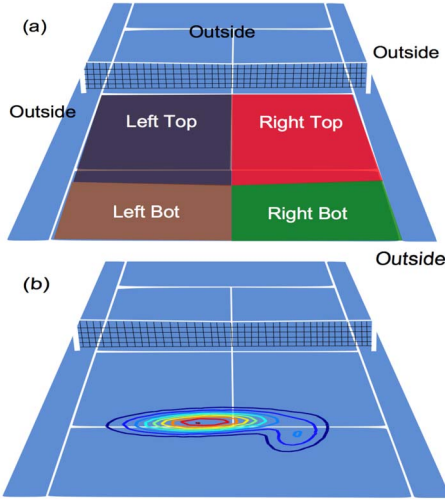 (a)
Outside
Outside
Outside
Left Top
Right Top
Left Bot
Right Bot
Outside
(b)